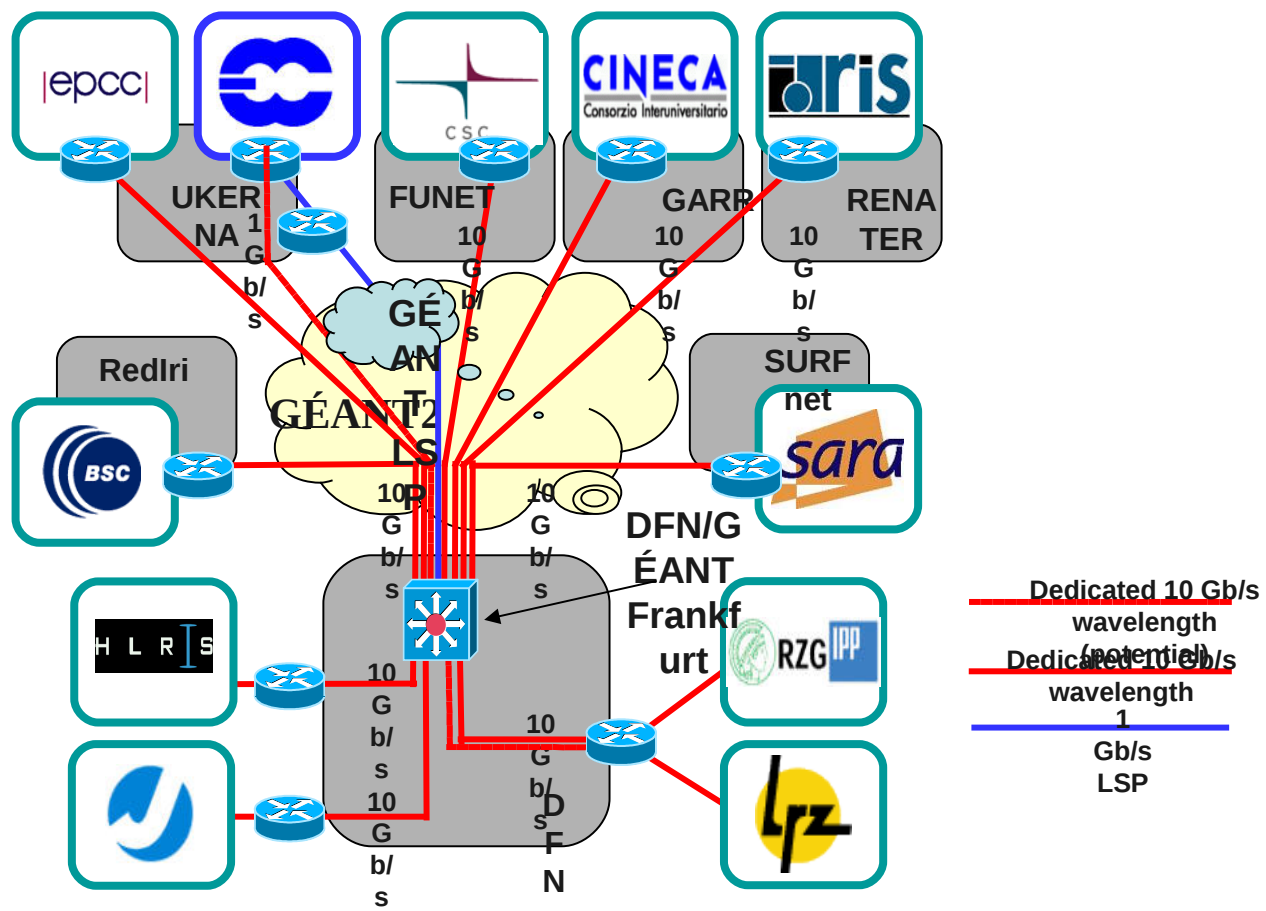 |epcc|
CSC
CINECA
Consorzio Interuniversitario
idris
UKER
NA
FUNET
GARR
RENA
TER
1
G
b/
s
10
G
b/
s
10
G
b/
s
10
G
b/
s
GÉ
AN
T
LS
P
GÉANT2
RedIri
SURF
net
BSC
sara
10
G
b/
s
10
G
b/
s
DFN/G
ÉANT
Frankf
urt
HLRIS
RZG IPP
10
G
b/
s
10
G
b/
s
10
G
b/
s
D
F
N
lrz
Dedicated 10 Gb/s
wavelength
(potential)
Dedicated 10 Gb/s
wavelength
1
Gb/s
LSP